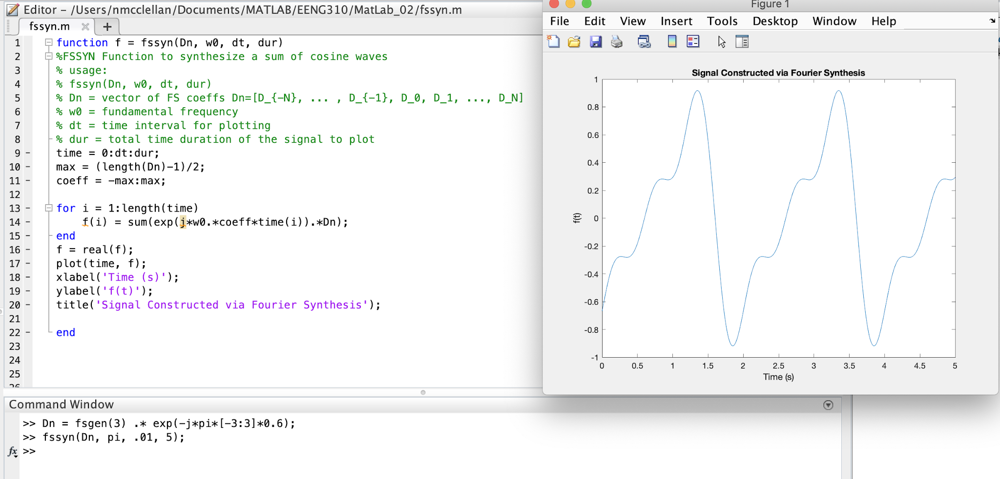 Editor – /Users/nmcclellan/Documents/MATLAB/EENG310/MatLab_02/fssyn.m
fssyn.m
+
1 function f = fssyn(Dn, w0, dt, dur)
2 %FSSYN Function to synthesize a sum of cosine waves
3 % usage:
4 % fssyn(Dn, w0, dt, dur)
5 % Dn = vector of FS coeffs Dn=[D_{-N}, ... , D_{-1}, D_0, D_1, ..., D_N]
6 % w0 = fundamental frequency
7 % dt = time interval for plotting
8 % dur = total time duration of the signal to plot
9 - time = 0:dt:dur;
10 - max = (length(Dn)-1)/2;
11 - coeff = -max:max;
12
13 - for i = 1:length(time)
14 - f(i) = sum(exp(j*w0.*coeff*time(i)).*Dn);
15 - end
16 - f = real(f);
17 - plot(time, f);
18 - xlabel('Time (s)');
19 - ylabel('f(t)');
20 - title('Signal Constructed via Fourier Synthesis');
21
22 - end
23
24
25
26
Command Window
>> Dn = fsgen(3) .* exp(-j*pi*[-3:3]*0.6);
>> fssyn(Dn, pi, .01, 5);
fx >>
Figure 1
File Edit View Insert Tools Desktop Window Help
Signal Constructed via Fourier Synthesis
1
0.8
0.6
0.4
0.2
0
-0.2
-0.4
-0.6
-0.8
-1
f(t)
0 0.5 1 1.5 2 2.5 3 3.5 4 4.5 5
Time (s)